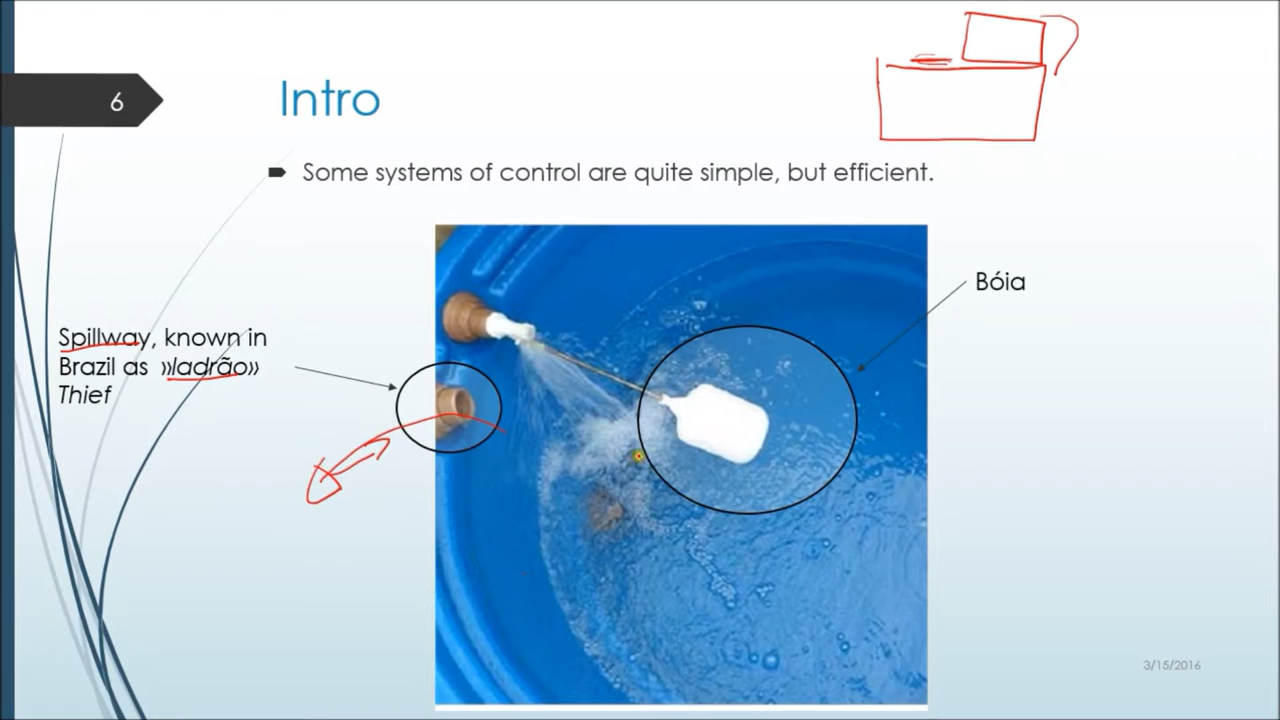 6
Intro
Some systems of control are quite simple, but efficient.
Bóia
Spillway, known in
Brazil as »ladrão»
Thief
3/15/2016